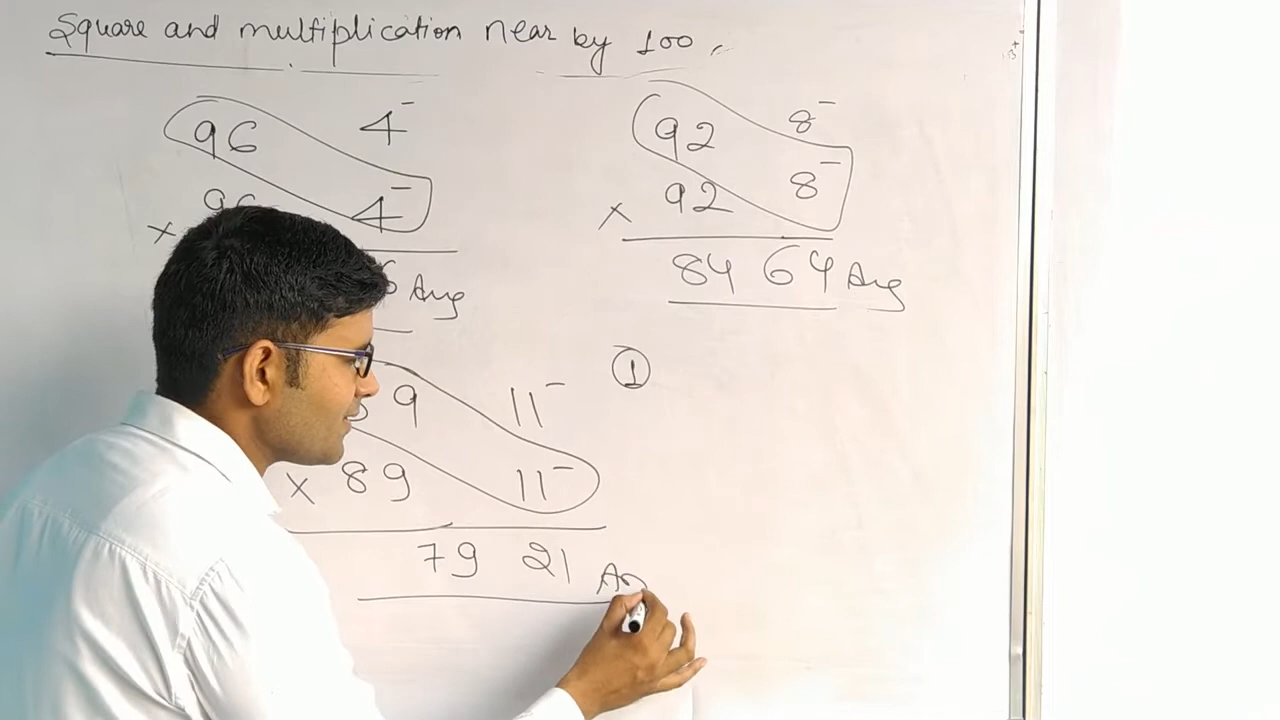 Square and multiplication near by 100
96 4⁻
4⁻
×
Ans
92 8⁻
× 92 8⁻
84 64 Ans
①
9 11⁻
× 89 11⁻
79 21